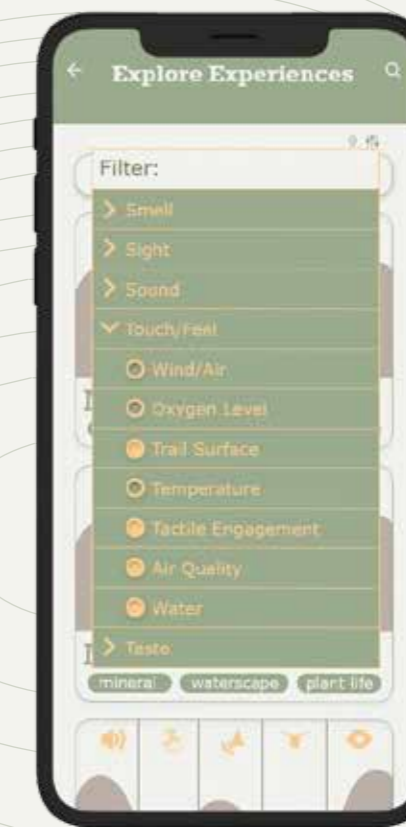 Explore Experiences
Filter:
Smell
Sight
Sound
Touch/Feel
Wind/Air
Oxygen Level
Trail Surface
Temperature
Tactile Engagement
Air Quality
Water
Taste
mineral waterscape plant life